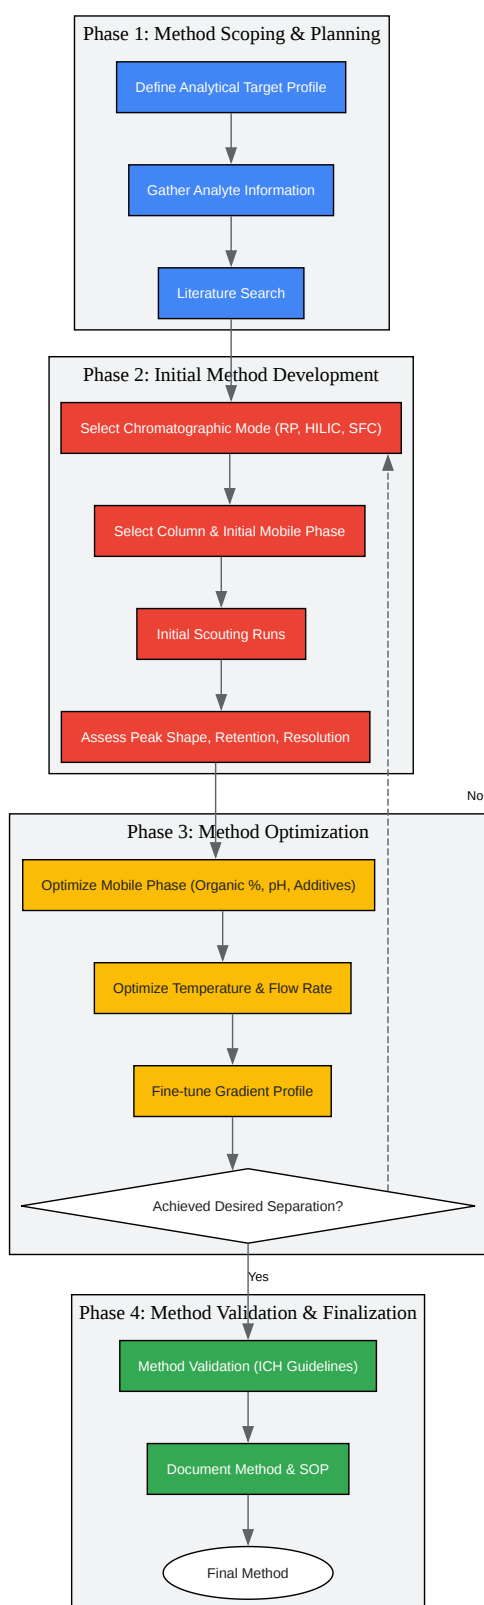 Phase 1: Method Scoping & Planning
Define Analytical Target Profile
Gather Analyte Information
Literature Search
Phase 2: Initial Method Development
Select Chromatographic Mode (RP, HILIC, SFC)
Select Column & Initial Mobile Phase
Initial Scouting Runs
Assess Peak Shape, Retention, Resolution
No
Phase 3: Method Optimization
Optimize Mobile Phase (Organic %, pH, Additives)
Optimize Temperature & Flow Rate
Fine-tune Gradient Profile
Achieved Desired Separation?
Yes
Phase 4: Method Validation & Finalization
Method Validation (ICH Guidelines)
Document Method & SOP
Final Method